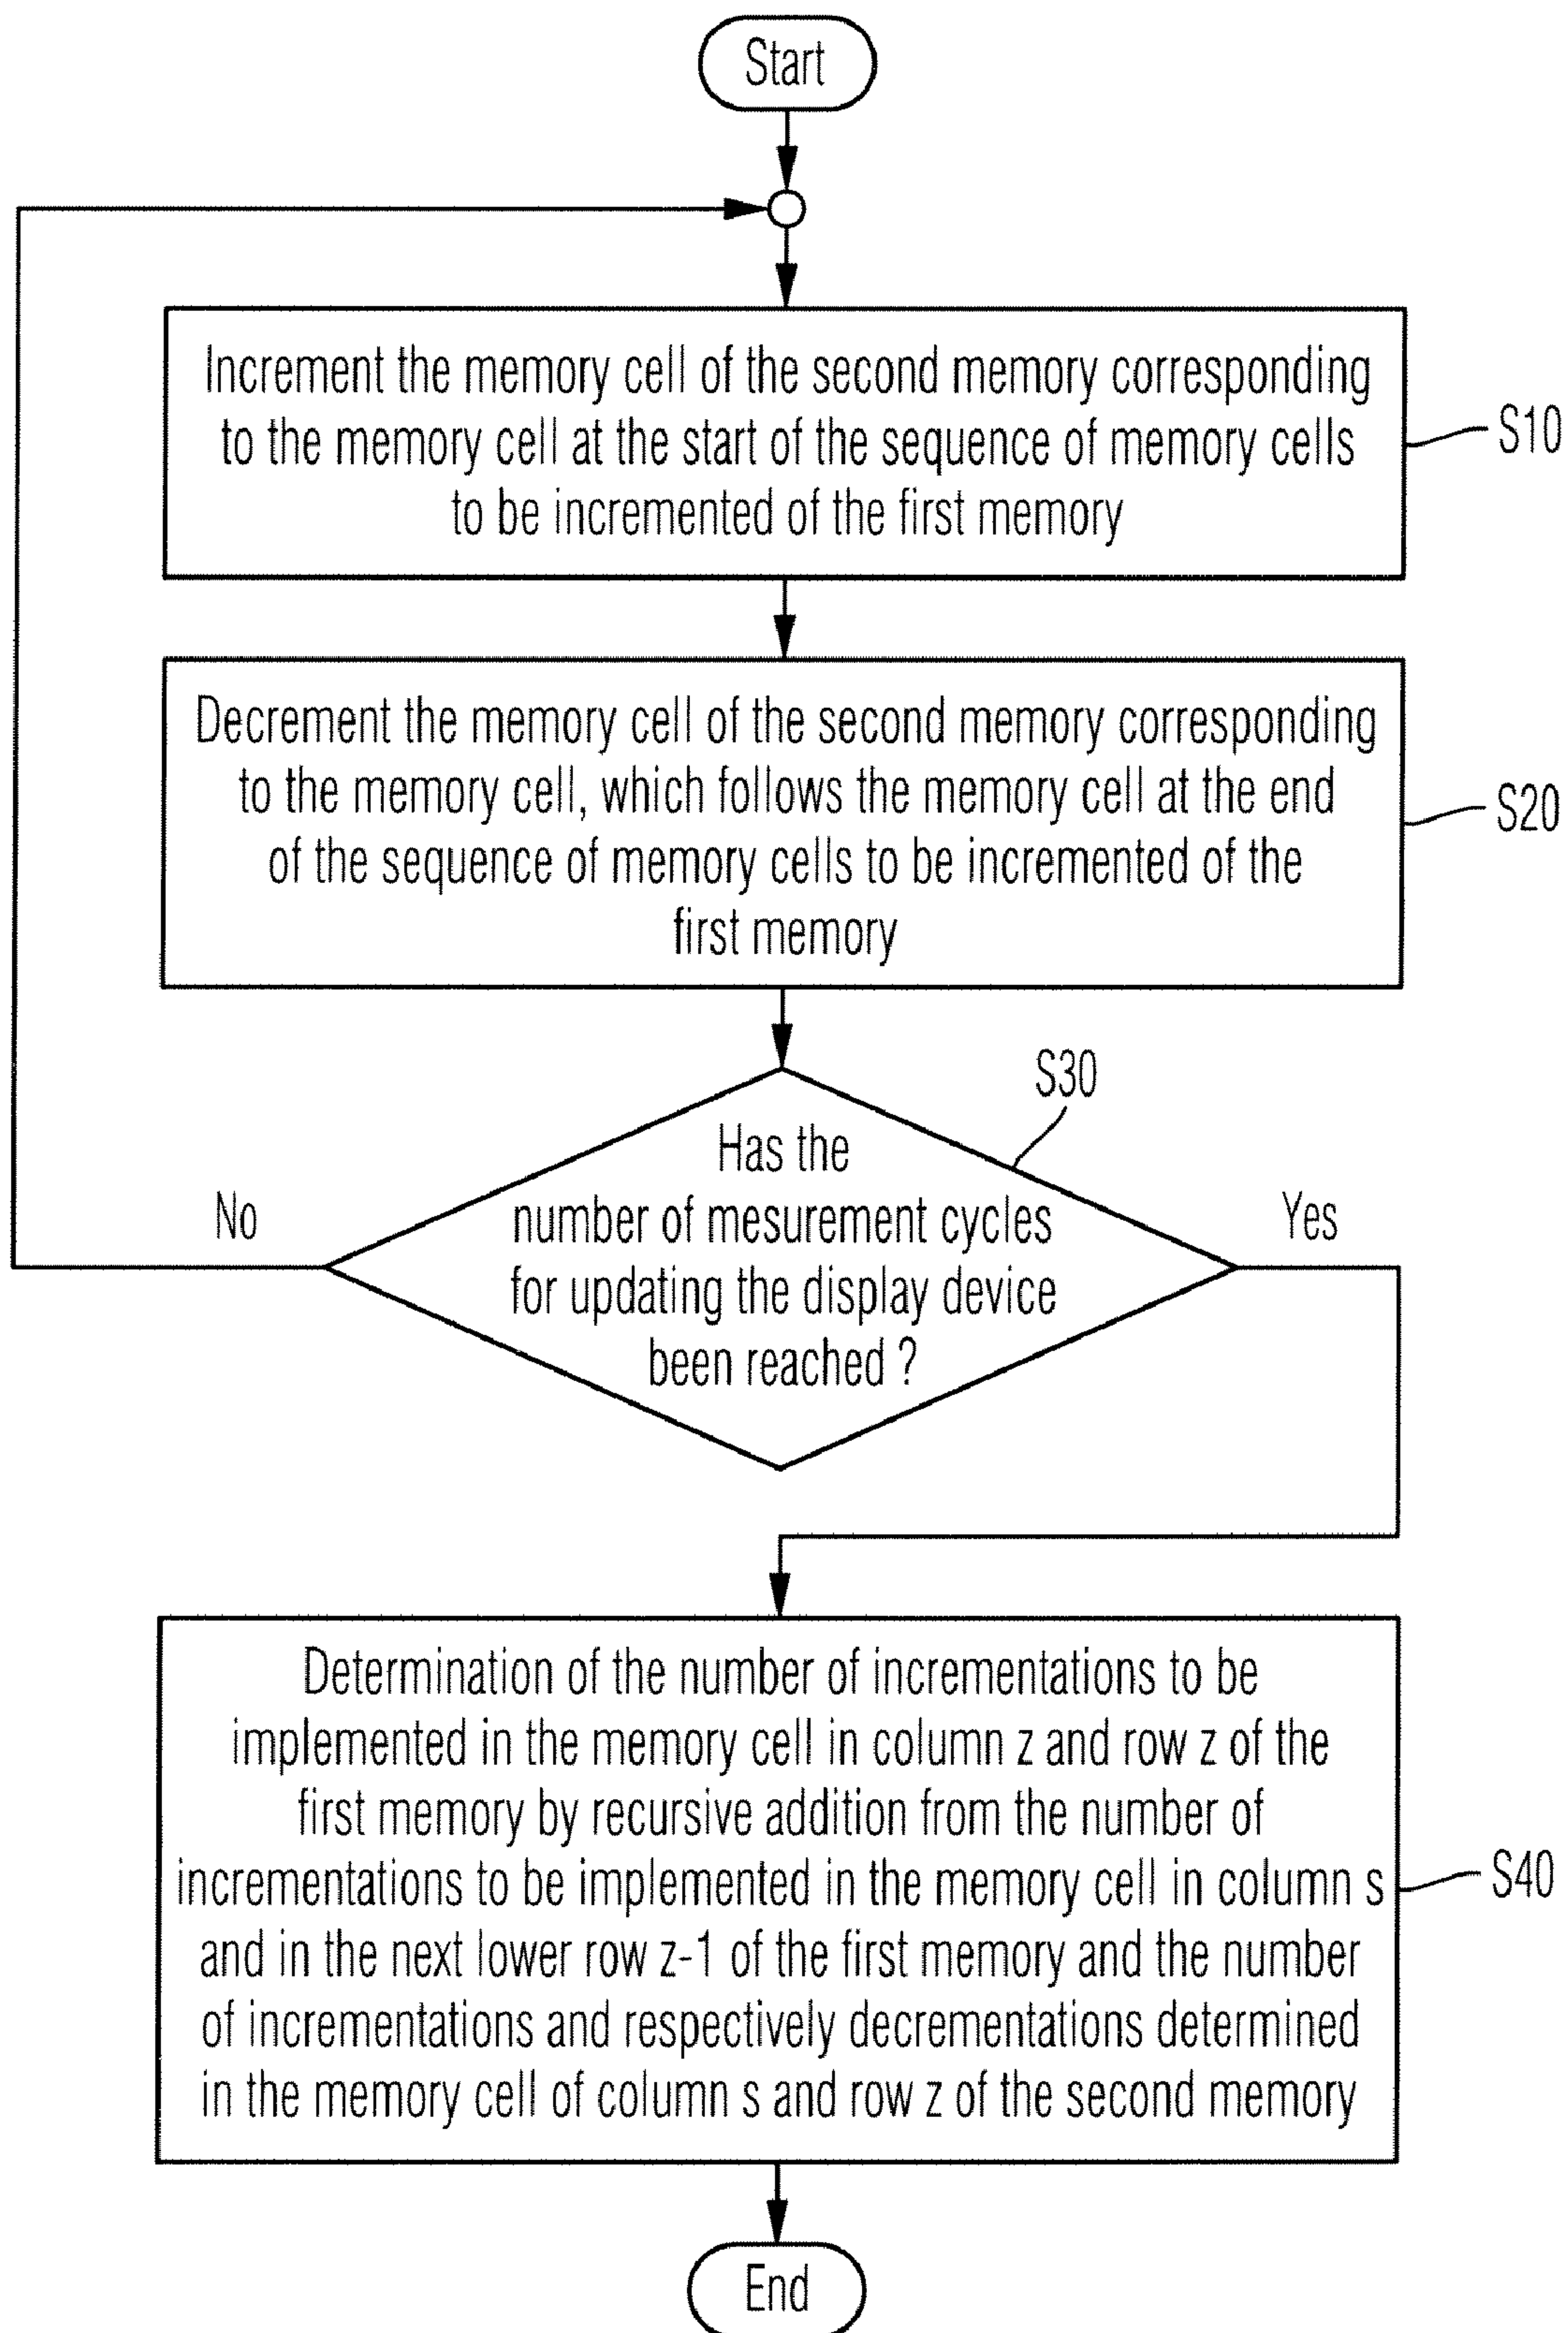 Start
Increment the memory cell of the second memory corresponding
to the memory cell at the start of the sequence of memory cells
to be incremented of the first memory
S10
Decrement the memory cell of the second memory corresponding
to the memory cell, which follows the memory cell at the end
of the sequence of memory cells to be incremented of the
first memory
S20
S30
Has the
number of mesurement cycles
for updating the display device
been reached ?
No
Yes
Determination of the number of incrementations to be
implemented in the memory cell in column z and row z of the
first memory by recursive addition from the number of
incrementations to be implemented in the memory cell in column s
and in the next lower row z-1 of the first memory and the number
of incrementations and respectively decrementations determined
in the memory cell of column s and row z of the second memory
S40
End